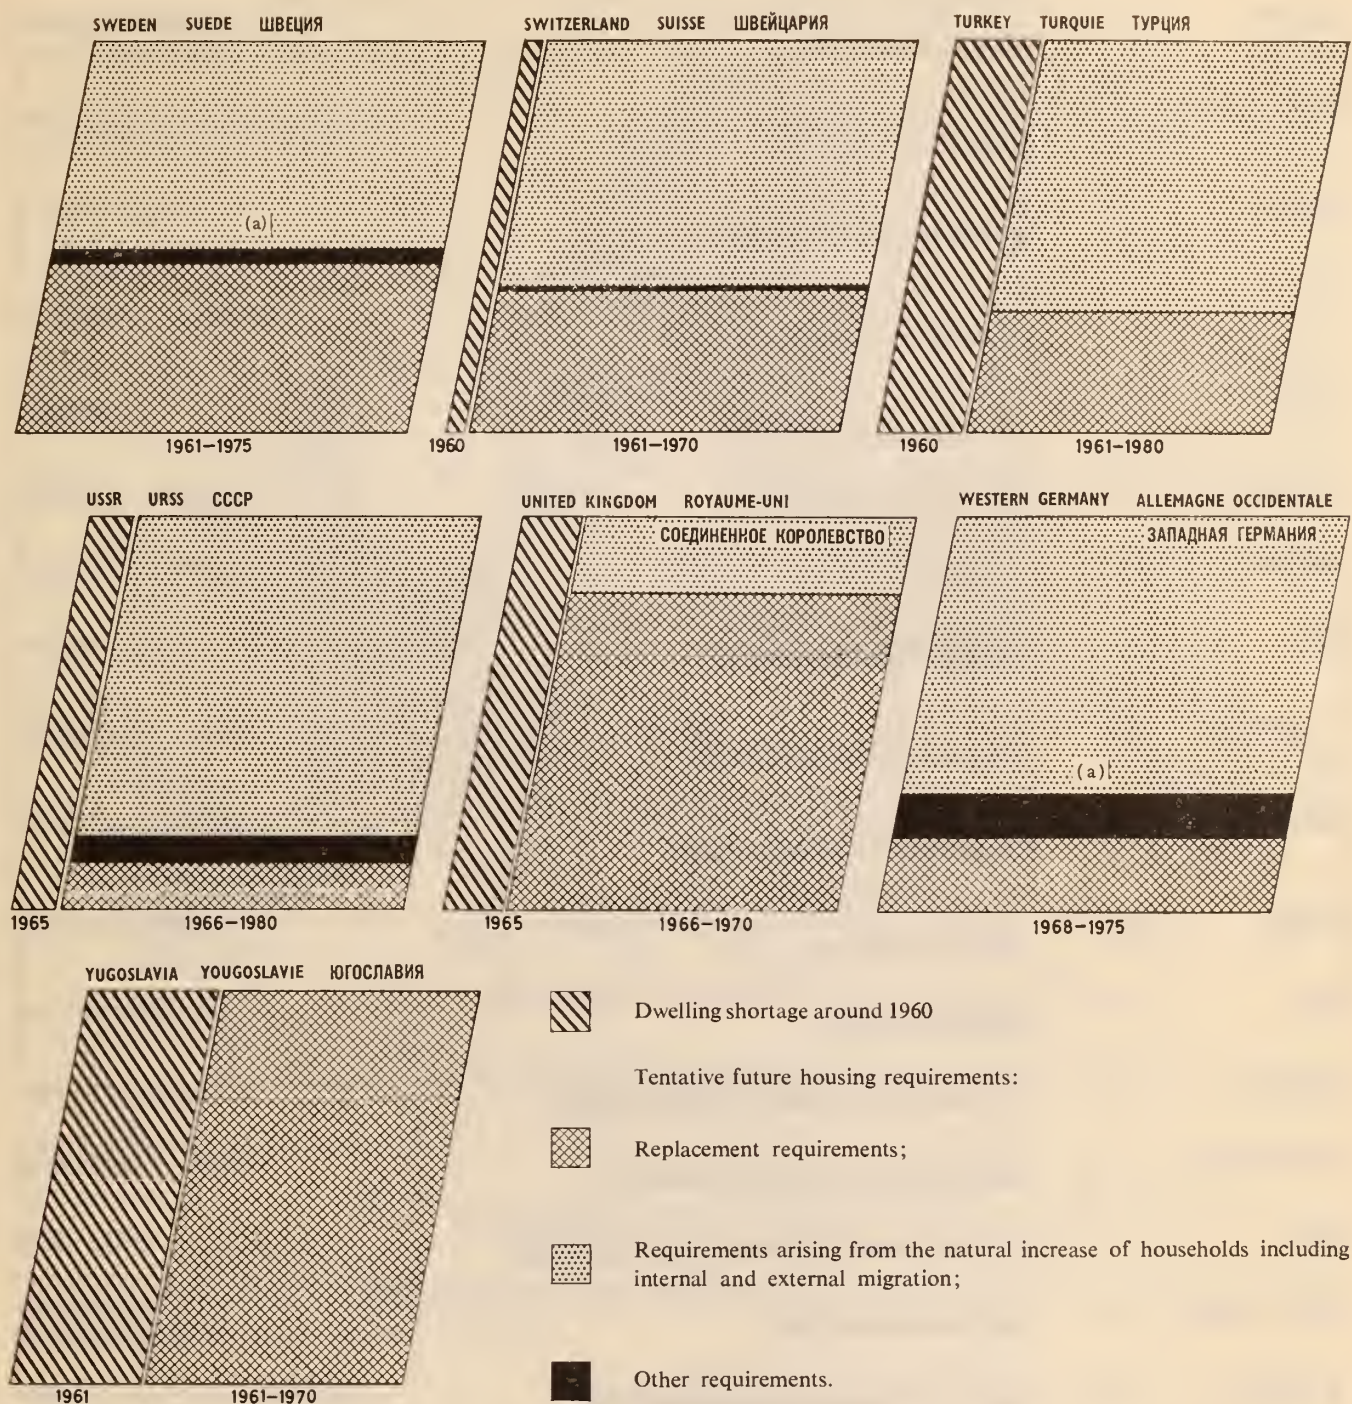 SWEDEN SUEDE ШВЕЦИЯ
(a)
1961–1975
SWITZERLAND SUISSE ШВЕЙЦАРИЯ
1960
1961–1970
TURKEY TURQUIE ТУРЦИЯ
1960
1961–1980
USSR URSS СССР
1965
1966–1980
UNITED KINGDOM ROYAUME-UNI
СОЕДИНЕННОЕ КОРОЛЕВСТВО
1965
1966–1970
WESTERN GERMANY ALLEMAGNE OCCIDENTALE
ЗАПАДНАЯ ГЕРМАНИЯ
(a)
1968–1975
YUGOSLAVIA YOUGOSLAVIE ЮГОСЛАВИЯ
1961
1961–1970
Dwelling shortage around 1960
Tentative future housing requirements:
Replacement requirements;
Requirements arising from the natural increase of households including
internal and external migration;
Other requirements.